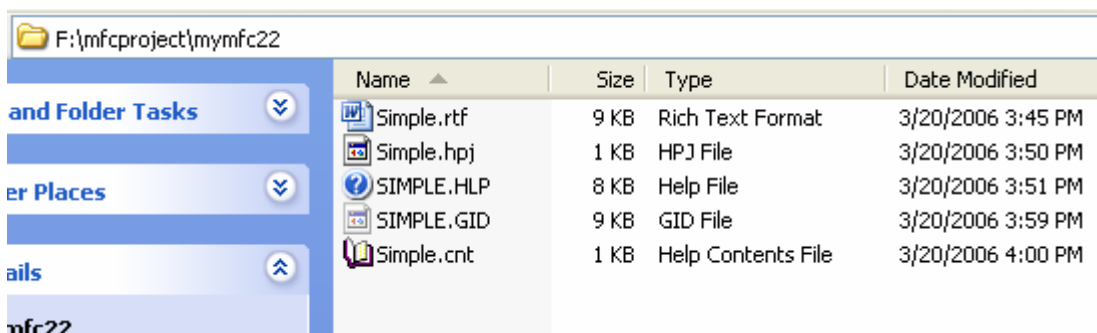 F:\mfcproject\mymfc22
Name Size Type Date Modified
and Folder Tasks
Simple.rtf 9 KB Rich Text Format 3/20/2006 3:45 PM
Simple.hpj 1 KB HPJ File 3/20/2006 3:50 PM
er Places
SIMPLE.HLP 8 KB Help File 3/20/2006 3:51 PM
SIMPLE.GID 9 KB GID File 3/20/2006 3:59 PM
Simple.cnt 1 KB Help Contents File 3/20/2006 4:00 PM
ails
mfc22